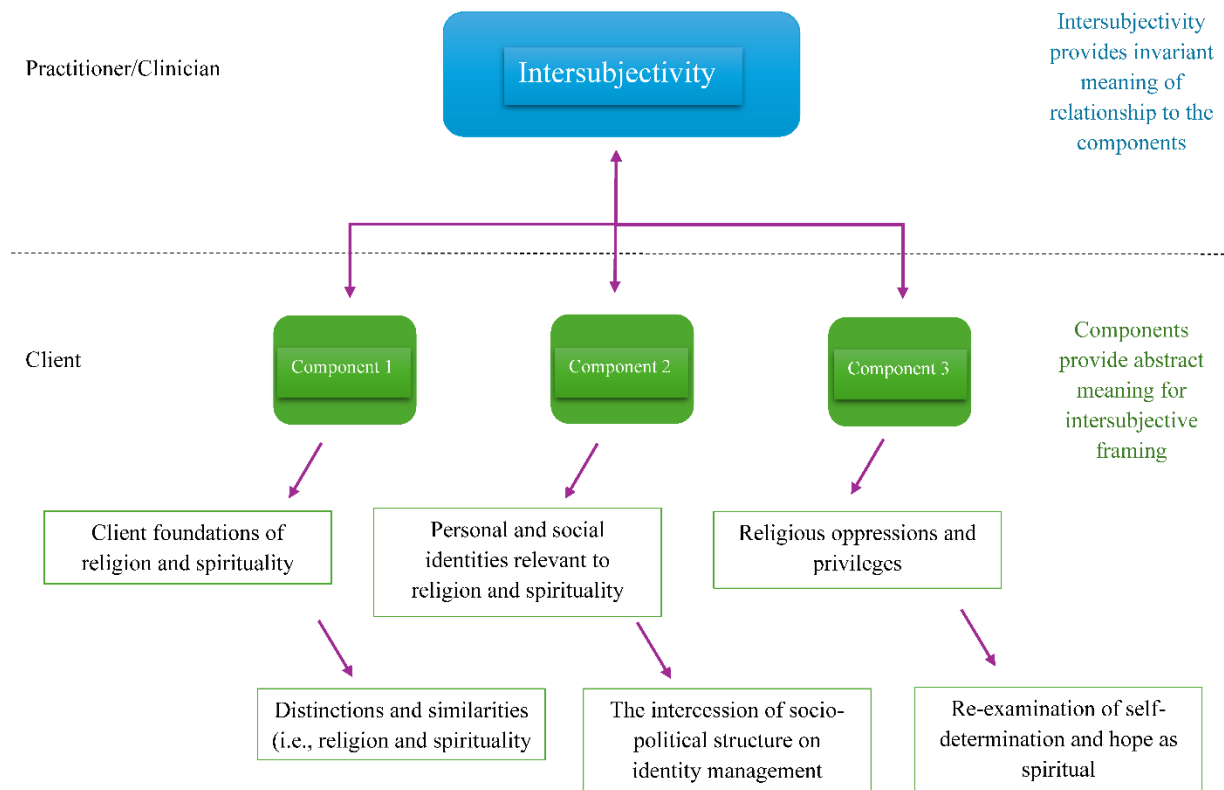 Practitioner/Clinician
Intersubjectivity
Intersubjectivity
provides invariant
meaning of
relationship to the
components
Client
Component 1
Component 2
Component 3
Components
provide abstract
meaning for
intersubjective
framing
Client foundations of
religion and spirituality
Personal and social
identities relevant to
religion and spirituality
Religious oppressions and
privileges
Distinctions and similarities
(i.e., religion and spirituality
The intercession of socio-
political structure on
identity management
Re-examination of self-
determination and hope as
spiritual